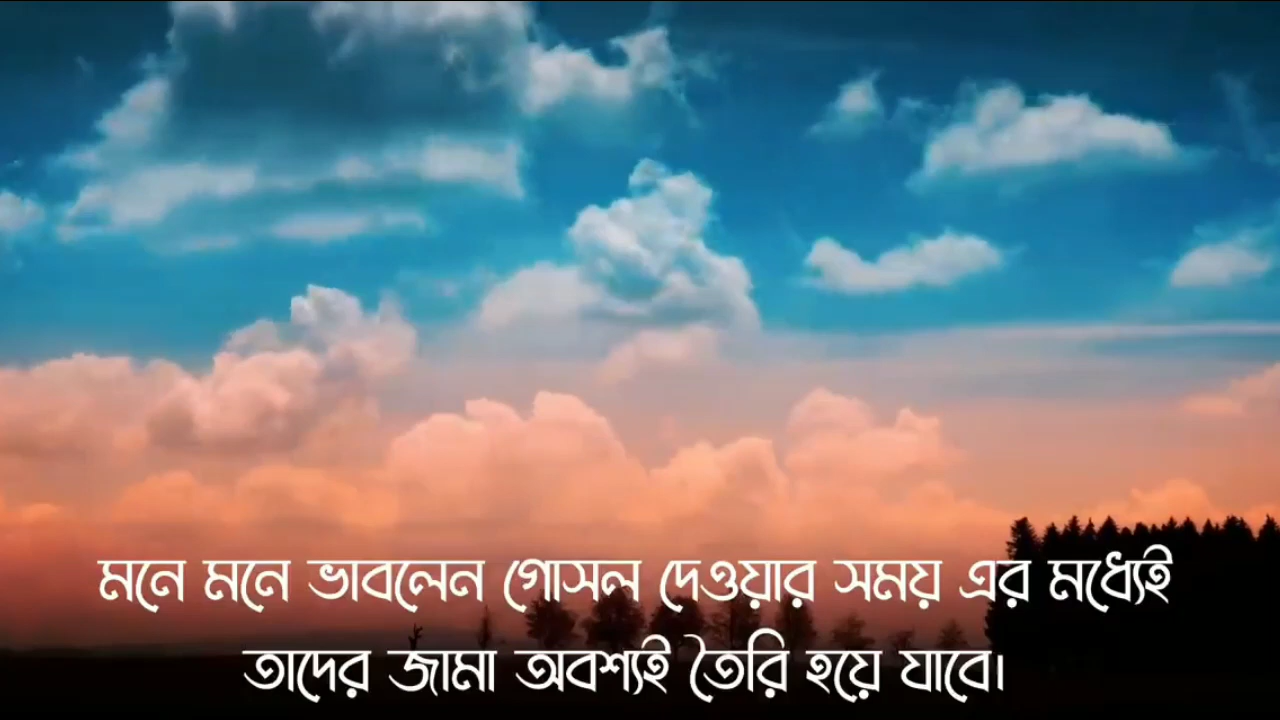 মনে মনে ভাবলেন গোসল দেওয়ার সময় এর মধ্যেই
তাদের জামা অবশ্যই তৈরি হয়ে যাবে।